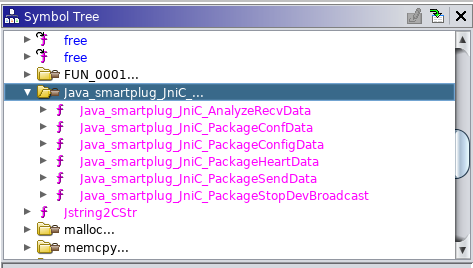 Symbol Tree
free
free
FUN_0001...
Java_smartplug_JniC_...
Java_smartplug_JniC_AnalyzeRecvData
Java_smartplug_JniC_PackageConfData
Java_smartplug_JniC_PackageConfigData
Java_smartplug_JniC_PackageHeartData
Java_smartplug_JniC_PackageSendData
Java_smartplug_JniC_PackageStopDevBroadcast
Jstring2CStr
malloc...
memcpy...